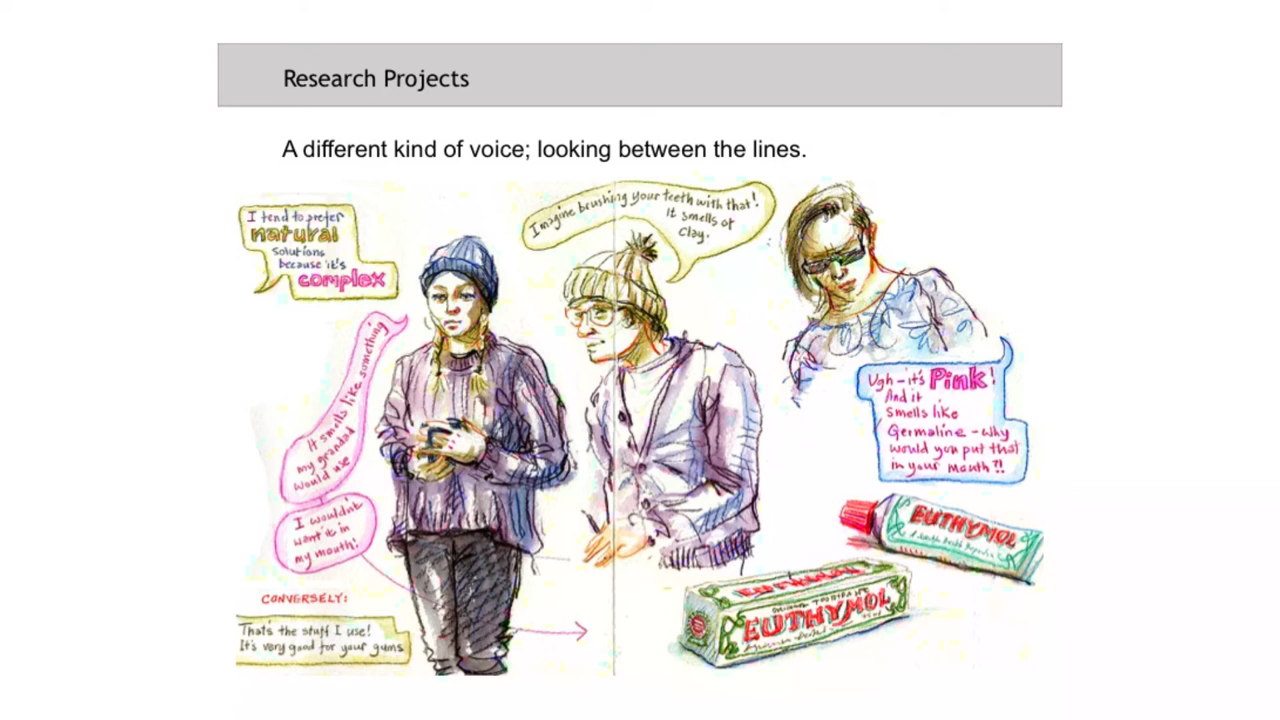 Research Projects
A different kind of voice; looking between the lines.
I tend to prefer
natural
solutions
because it's
complex
Imagine brushing your teeth with that!
It smells of
clay.
It smells like something
my grandad
would use
I wouldn't
want it in
my mouth!
CONVERSELY:
That's the stuff I use!
It's very good for your gums
Ugh - it's Pink!
And it
smells like
Germaline - why
would you put that
in your mouth?!
EUTHYMOL
EUTHYMOL